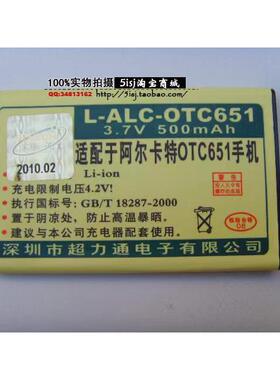 100%实物拍摄 5isj淘宝商城
QQ:34813162 http://5isj.taobao.com
L-ALC-OTC651
3.7V 500mAh
适配于阿尔卡特OTC651手机
2010.02
Li-ion
充电限制电压4.2V!
执行国标号: GB/T 18287-2000
置于阴凉处，防止高温暴晒!
建议与本公司充电器配套使用!
深圳市超力通电子有限公司